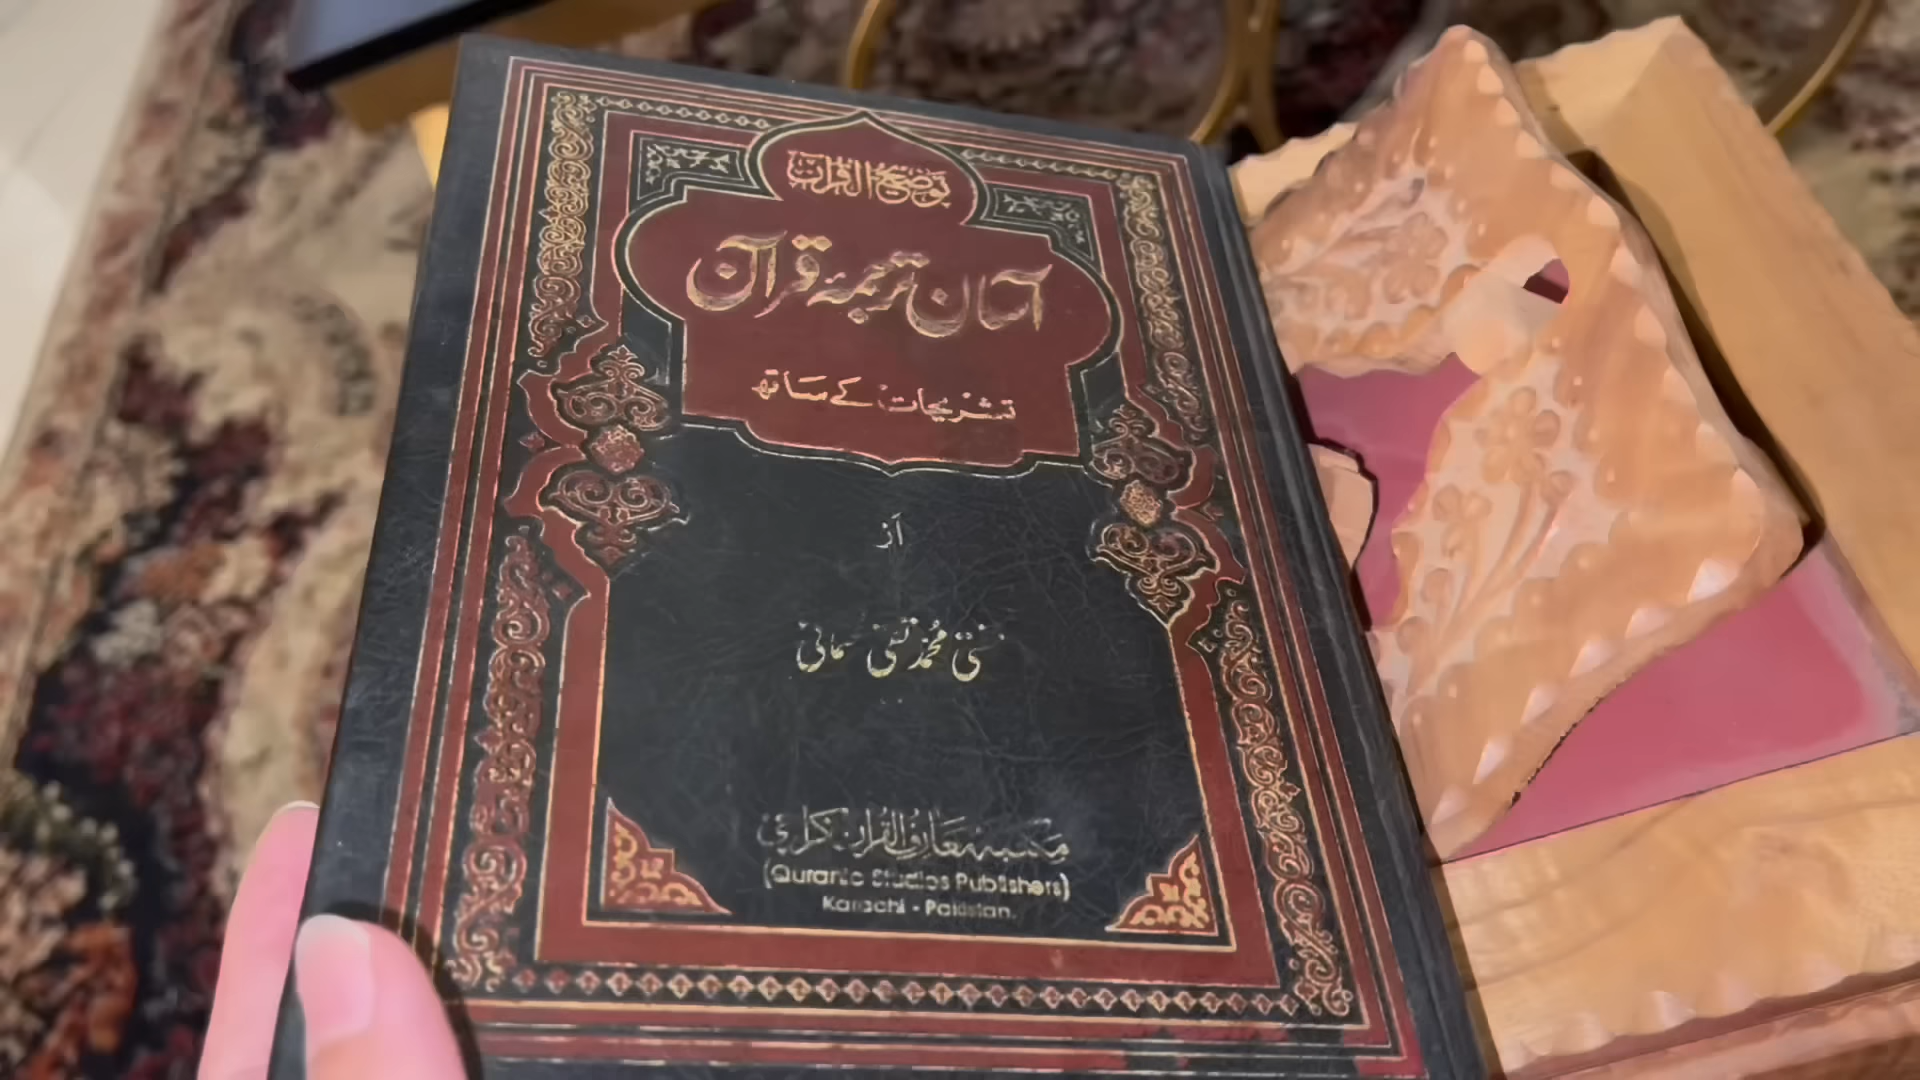 توضیح القرآن
آسان ترجمۂ قرآن
تشریحات کے ساتھ
اَز
مفتی محمد تقی عثمانی
مکتبہ معارف القرآن کراچی
(Quranic Studies Publishers)
Karachi - Pakistan.